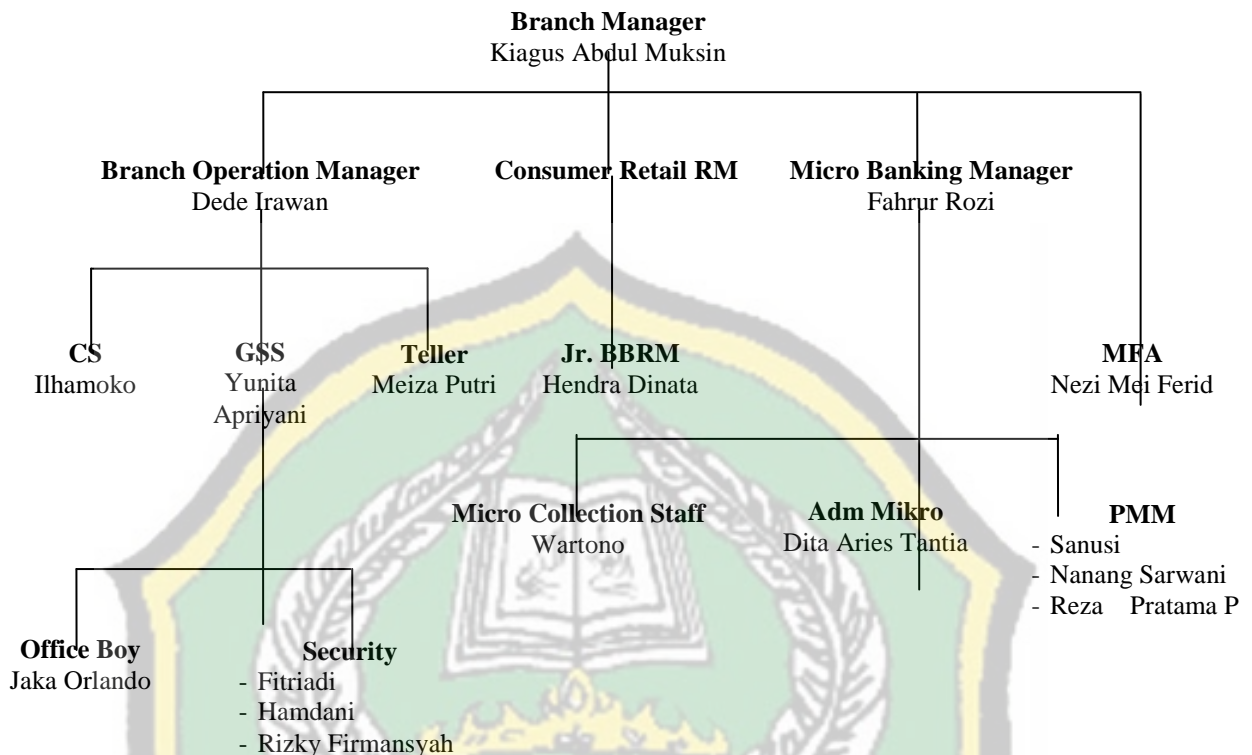 Branch Manager
Kiagus Abdul Muksin
Branch Operation Manager
Dede Irawan
Consumer Retail RM
Micro Banking Manager
Fahrur Rozi
CS
Ilhamoko
GSS
Yunita
Apriyani
Teller
Meiza Putri
Jr. BBRM
Hendra Dinata
MFA
Nezi Mei Ferid
Micro Collection Staff
Wartono
Adm Mikro
Dita Aries Tantia
PMM
- Sanusi
- Nanang Sarwani
- Reza Pratama P
Office Boy
Jaka Orlando
Security
- Fitriadi
- Hamdani
- Rizky Firmansyah